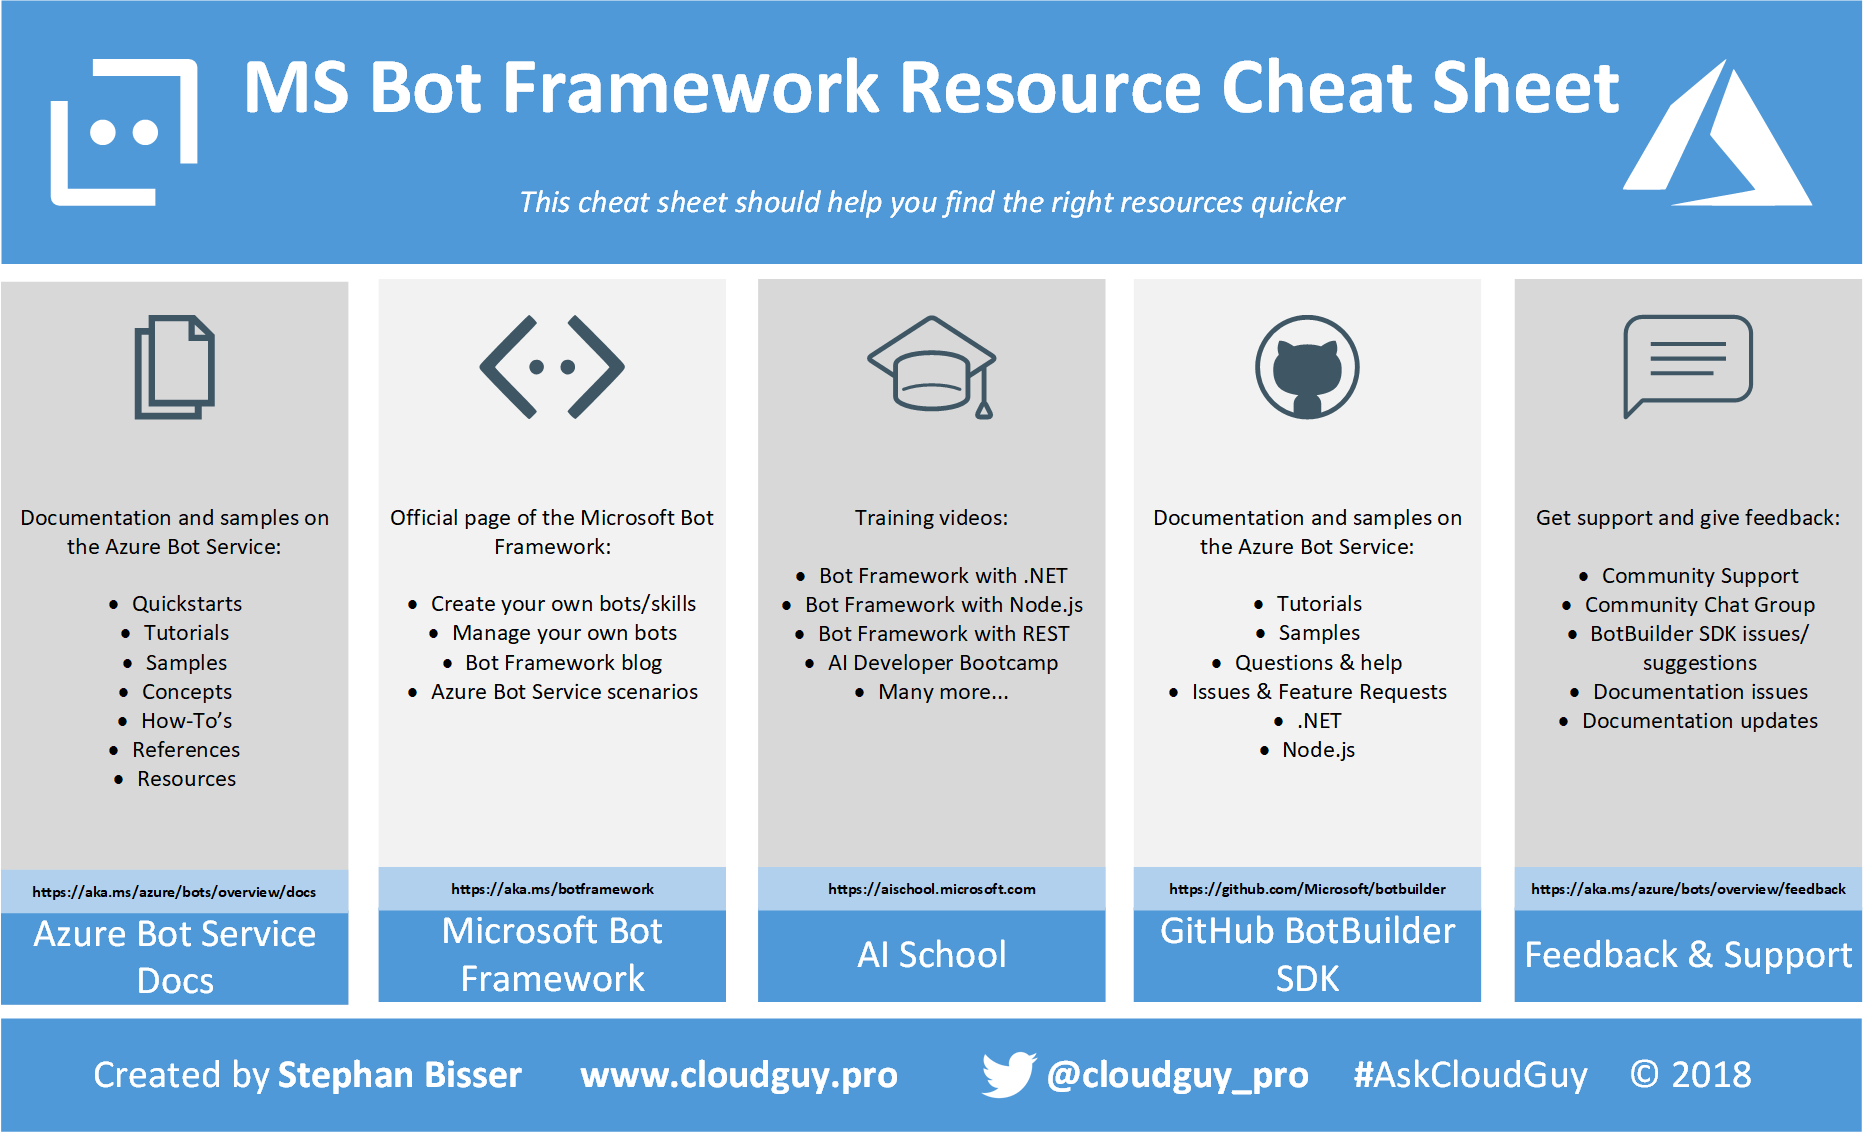 MS Bot Framework Resource Cheat Sheet
This cheat sheet should help you find the right resources quicker
Documentation and samples on
the Azure Bot Service:
● Quickstarts
● Tutorials
● Samples
● Concepts
● How-To’s
● References
● Resources
https://aka.ms/azure/bots/overview/docs
Azure Bot Service
Docs
Official page of the Microsoft Bot
Framework:
● Create your own bots/skills
● Manage your own bots
● Bot Framework blog
● Azure Bot Service scenarios
https://aka.ms/botframework
Microsoft Bot
Framework
Training videos:
● Bot Framework with .NET
● Bot Framework with Node.js
● Bot Framework with REST
● AI Developer Bootcamp
● Many more...
https://aischool.microsoft.com
AI School
Documentation and samples on
the Azure Bot Service:
● Tutorials
● Samples
● Questions & help
● Issues & Feature Requests
● .NET
● Node.js
https://github.com/Microsoft/botbuilder
GitHub BotBuilder
SDK
Get support and give feedback:
● Community Support
● Community Chat Group
● BotBuilder SDK issues/
suggestions
● Documentation issues
● Documentation updates
https://aka.ms/azure/bots/overview/feedback
Feedback & Support
Created by Stephan Bisser www.cloudguy.pro @cloudguy_pro #AskCloudGuy © 2018